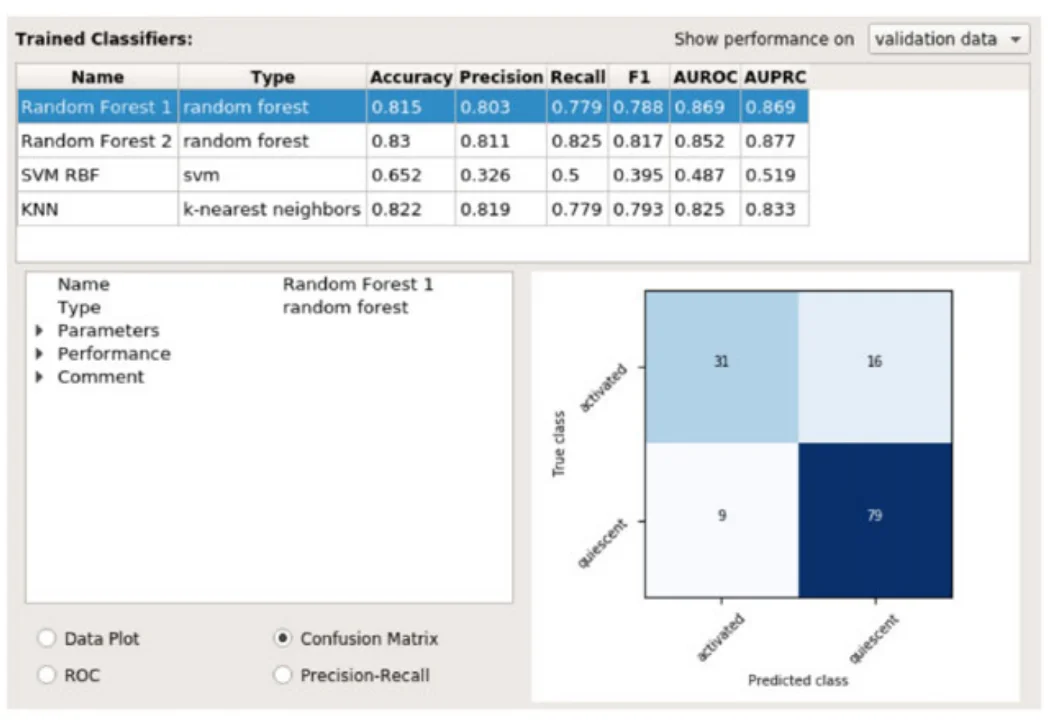 Trained Classifiers: Show performance on validation data
Name Type Accuracy Precision Recall F1 AUROC AUPRC
Random Forest 1 random forest 0.815 0.803 0.779 0.788 0.869 0.869
Random Forest 2 random forest 0.83 0.811 0.825 0.817 0.852 0.877
SVM RBF svm 0.652 0.326 0.5 0.395 0.487 0.519
KNN k-nearest neighbors 0.822 0.819 0.779 0.793 0.825 0.833
Name Random Forest 1
Type random forest
Parameters
Performance
Comment
Data Plot Confusion Matrix
ROC Precision-Recall
True class
activated
31 16
quiescent
9 79
activated quiescent
Predicted class